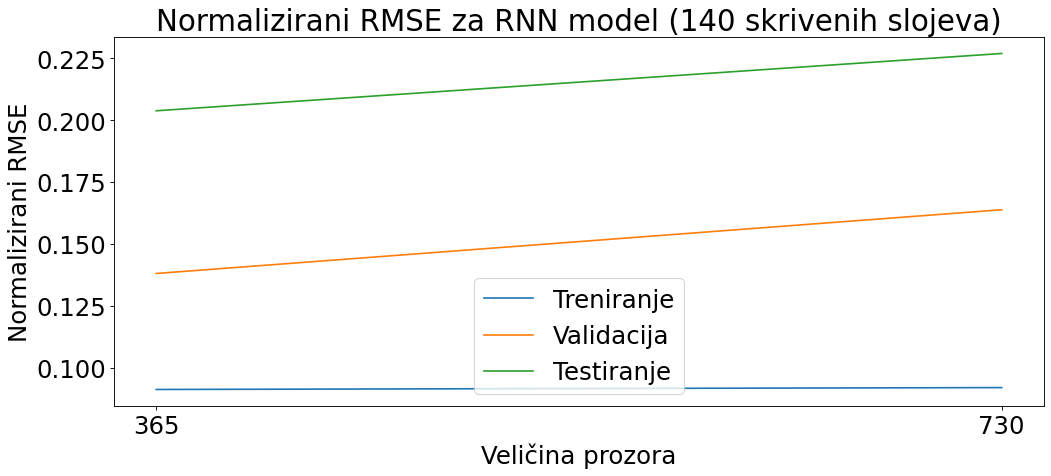 Normalizirani RMSE za RNN model (140 skrivenih slojeva)
Normalizirani RMSE
0.225
0.200
0.175
0.150
0.125
0.100
Treniranje
Validacija
Testiranje
365
730
Veličina prozora